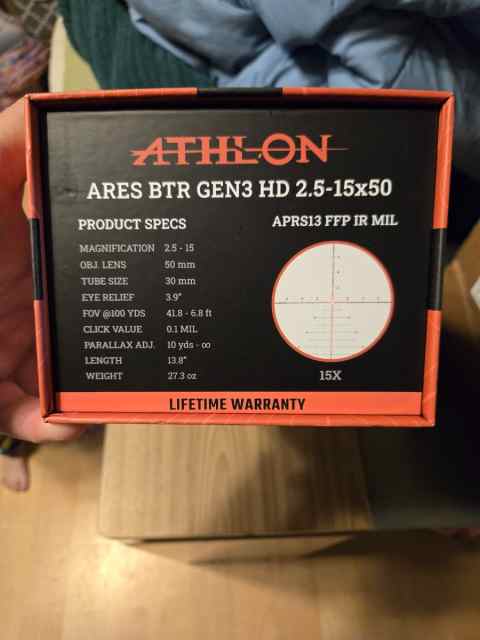 ATHLON
ARES BTR GEN3 HD 2.5-15x50
PRODUCT SPECS
APRS13 FFP IR MIL
MAGNIFICATION 2.5 - 15
OBJ. LENS 50 mm
TUBE SIZE 30 mm
EYE RELIEF 3.9"
FOV @100 YDS 41.8 - 6.8 ft
CLICK VALUE 0.1 MIL
PARALLAX ADJ. 10 yds - ∞
LENGTH 13.8"
WEIGHT 27.3 oz
15X
LIFETIME WARRANTY